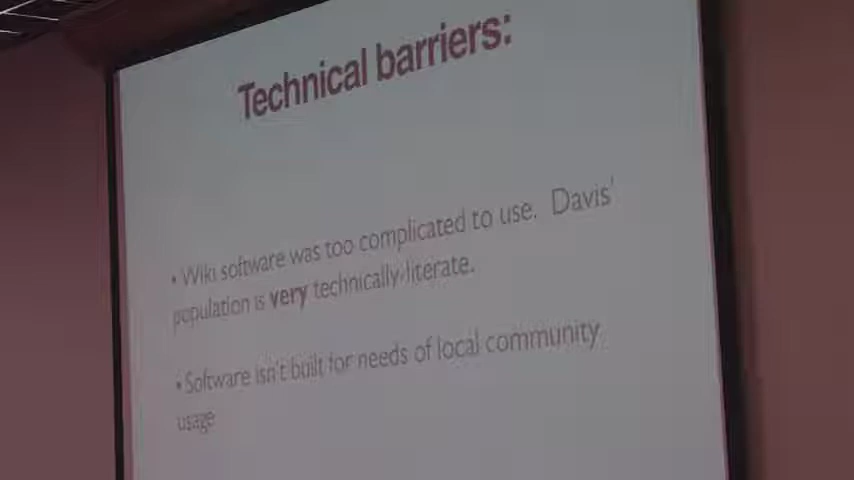 Technical barriers:
• Wiki software was too complicated to use. Davis'
population is very technically-literate.
• Software isn't built for needs of local community
usage